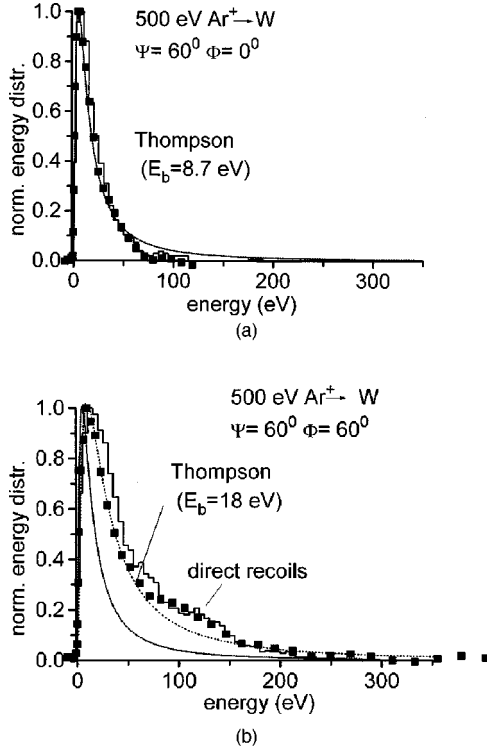 500 eV Ar⁺→W
Ψ= 60⁰ Φ= 0⁰
Thompson
(E_b=8.7 eV)
norm. energy distr.
1.0
0.8
0.6
0.4
0.2
0.0
0 100 200 300
energy (eV)
(a)
500 eV Ar⁺→ W
Ψ= 60⁰ Φ= 60⁰
Thompson
(E_b=18 eV)
direct recoils
norm. energy distr.
1.0
0.8
0.6
0.4
0.2
0.0
0 100 200 300
energy (eV)
(b)